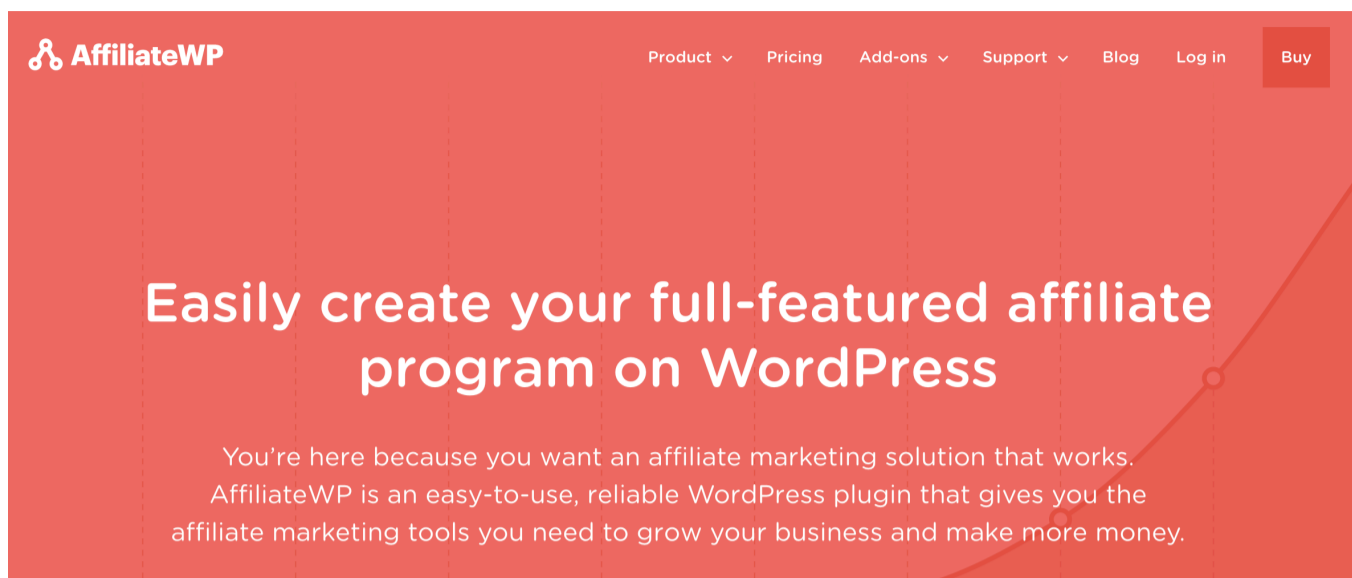 AffiliateWP
Product
Pricing
Add-ons
Support
Blog
Log in
Buy
Easily create your full-featured affiliate
program on WordPress
You’re here because you want an affiliate marketing solution that works.
AffiliateWP is an easy-to-use, reliable WordPress plugin that gives you the
affiliate marketing tools you need to grow your business and make more money.